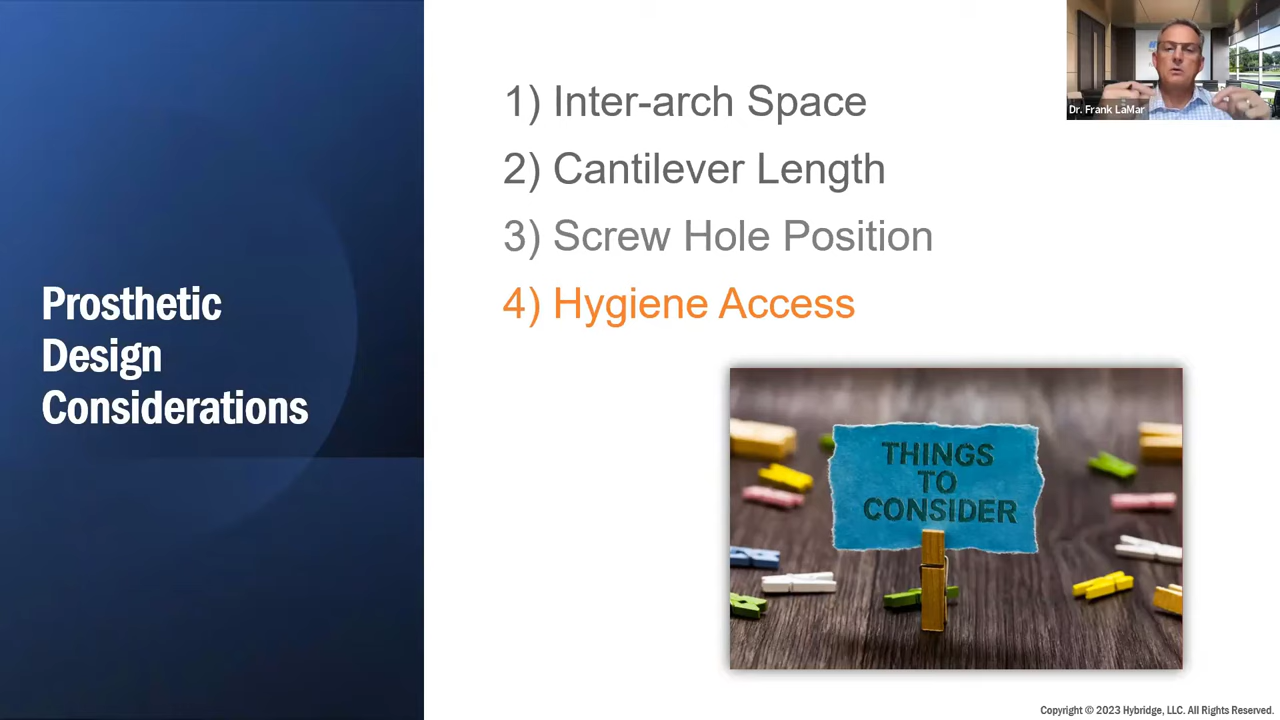 Prosthetic
Design
Considerations
1) Inter-arch Space
2) Cantilever Length
3) Screw Hole Position
4) Hygiene Access
THINGS
TO
CONSIDER
Dr. Frank LaMar
Copyright © 2023 Hybridge, LLC. All Rights Reserved.